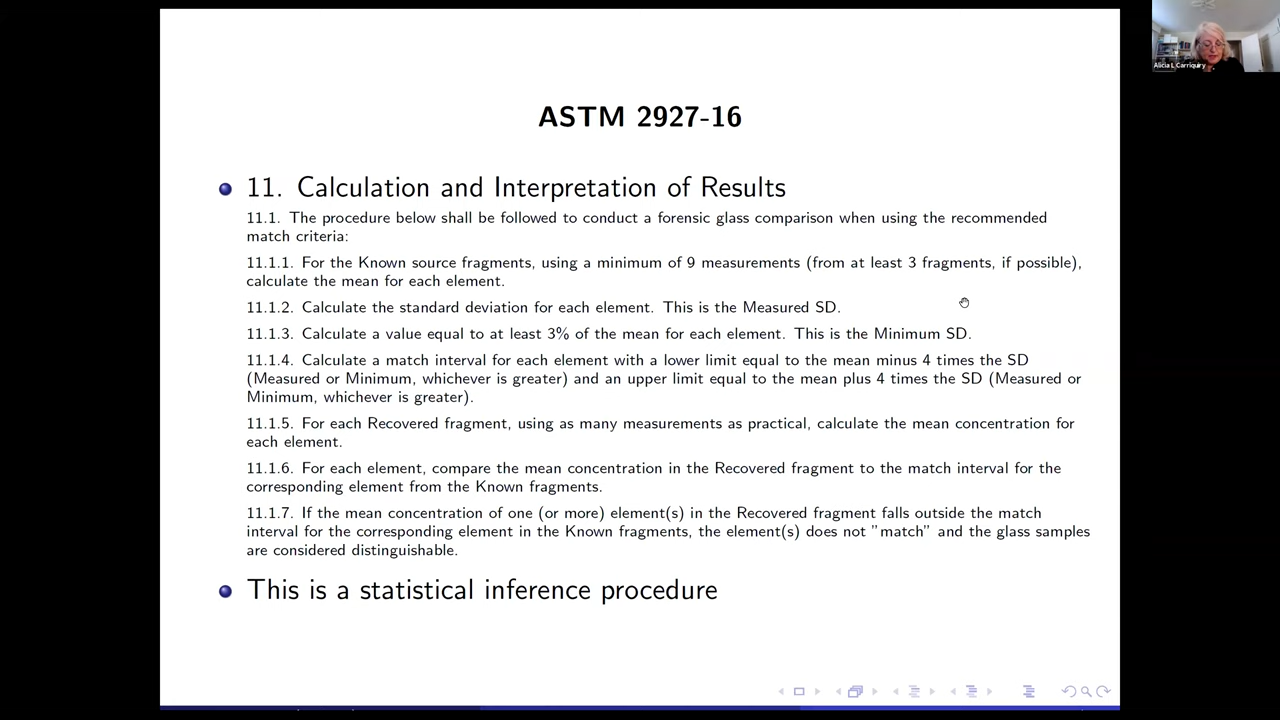 Alicia L Carriquiry
ASTM 2927-16
11. Calculation and Interpretation of Results
11.1. The procedure below shall be followed to conduct a forensic glass comparison when using the recommended
match criteria:
11.1.1. For the Known source fragments, using a minimum of 9 measurements (from at least 3 fragments, if possible),
calculate the mean for each element.
11.1.2. Calculate the standard deviation for each element. This is the Measured SD.
11.1.3. Calculate a value equal to at least 3% of the mean for each element. This is the Minimum SD.
11.1.4. Calculate a match interval for each element with a lower limit equal to the mean minus 4 times the SD
(Measured or Minimum, whichever is greater) and an upper limit equal to the mean plus 4 times the SD (Measured or
Minimum, whichever is greater).
11.1.5. For each Recovered fragment, using as many measurements as practical, calculate the mean concentration for
each element.
11.1.6. For each element, compare the mean concentration in the Recovered fragment to the match interval for the
corresponding element from the Known fragments.
11.1.7. If the mean concentration of one (or more) element(s) in the Recovered fragment falls outside the match
interval for the corresponding element in the Known fragments, the element(s) does not "match" and the glass samples
are considered distinguishable.
This is a statistical inference procedure